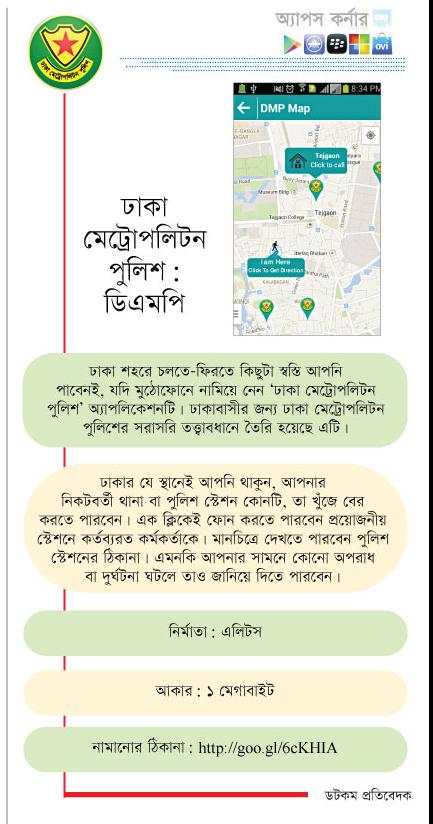 অ্যাপস কর্নার
ovi
ঢাকা মেট্রোপলিটন পুলিশ
8:34 PM
DMP Map
Tejgaon
Click to call
Museum Bldg
Tejgaon College
Tejgaon
I am Here
Click To Get Direction
Ittefaq Bhaban
KALABAGAN
ঢাকা
মেট্রোপলিটন
পুলিশ :
ডিএমপি
ঢাকা শহরে চলতে-ফিরতে কিছুটা স্বস্তি আপনি
পাবেনই, যদি মুঠোফোনে নামিয়ে নেন ‘ঢাকা মেট্রোপলিটন
পুলিশ’ অ্যাপলিকেশনটি। ঢাকাবাসীর জন্য ঢাকা মেট্রোপলিটন
পুলিশের সরাসরি তত্ত্বাবধানে তৈরি হয়েছে এটি।
ঢাকার যে স্থানেই আপনি থাকুন, আপনার
নিকটবর্তী থানা বা পুলিশ স্টেশন কোনটি, তা খুঁজে বের
করতে পারবেন। এক ক্লিকেই ফোন করতে পারবেন প্রয়োজনীয়
স্টেশনে কর্তব্যরত কর্মকর্তাকে। মানচিত্রে দেখতে পারবেন পুলিশ
স্টেশনের ঠিকানা। এমনকি আপনার সামনে কোনো অপরাধ
বা দুর্ঘটনা ঘটলে তাও জানিয়ে দিতে পারবেন।
নির্মাতা : এলিটস
আকার : ১ মেগাবাইট
নামানোর ঠিকানা : http://goo.gl/6cKHIA
ডটকম প্রতিবেদক